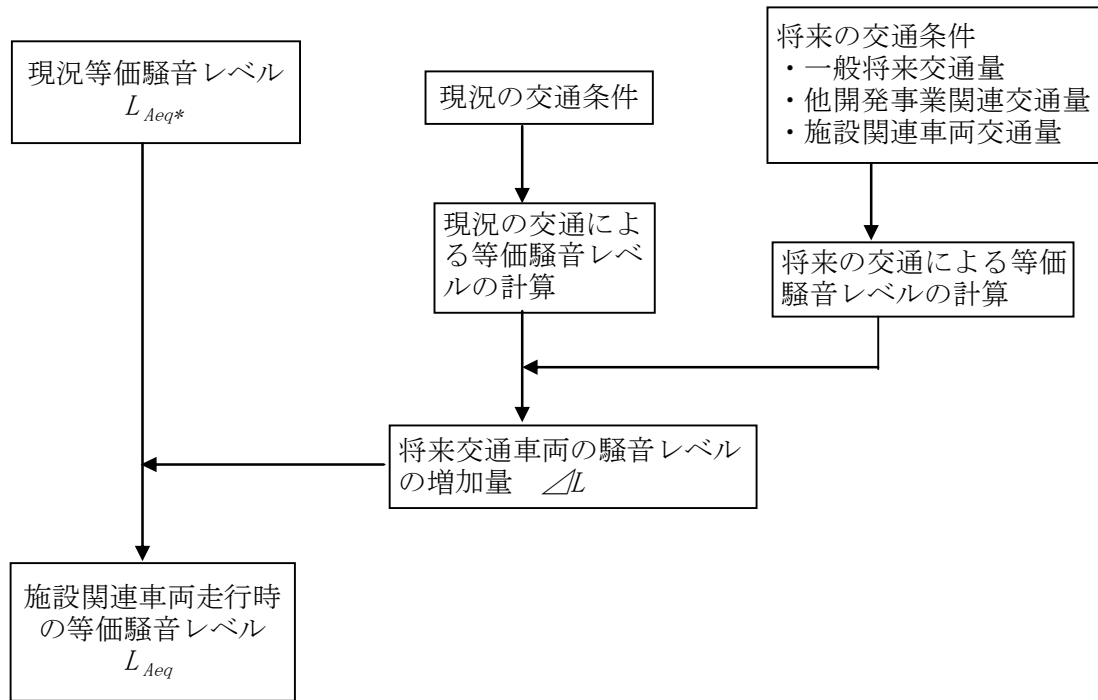 現況等価騒音レベル
L Aeq*
現況の交通条件
将来の交通条件
・一般将来交通量
・他開発事業関連交通量
・施設関連車両交通量
現況の交通によ
る等価騒音レベ
ルの計算
将来の交通による等価
騒音レベルの計算
将来交通車両の騒音レベル
の増加量　⊿L
施設関連車両走行時
の等価騒音レベル
L Aeq